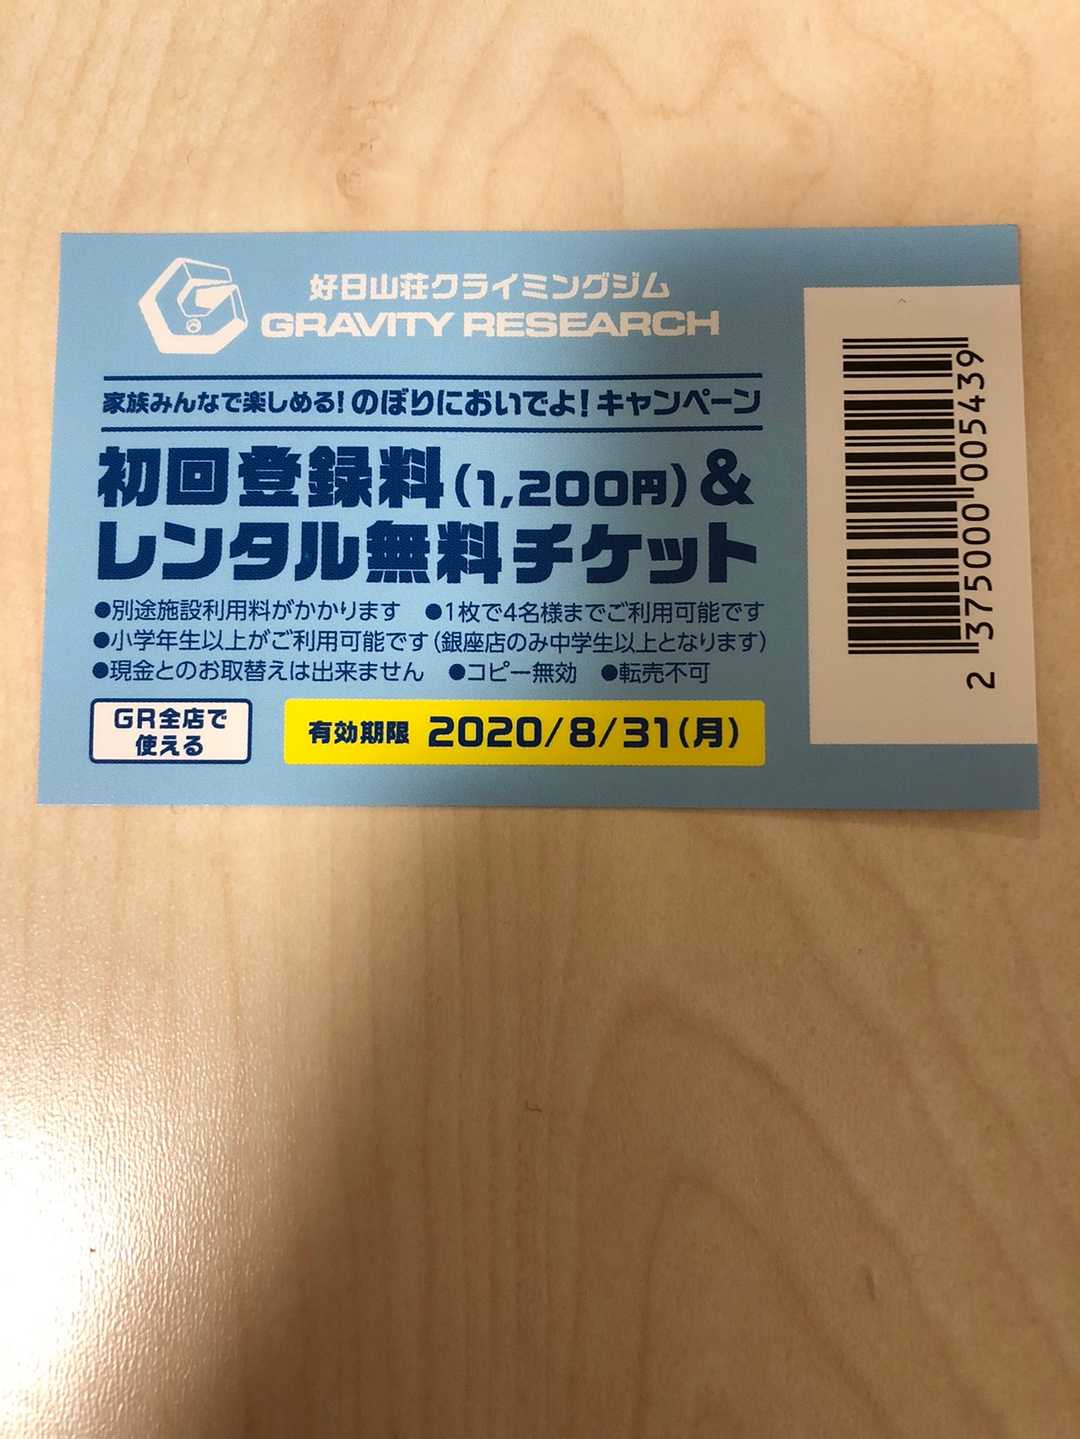 好日山荘クライミングジム
GRAVITY RESEARCH
家族みんなで楽しめる!のぼりにおいでよ!キャンペーン
初回登録料(1,200円)&
レンタル無料チケット
●別途施設利用料がかかります ●1枚で4名様までご利用可能です
●小学年生以上がご利用可能です(銀座店のみ中学生以上となります)
●現金とのお取替えは出来ません ●コピー無効 ●転売不可
GR全店で
使える
有効期限 2020/8/31(月)
2375000005439